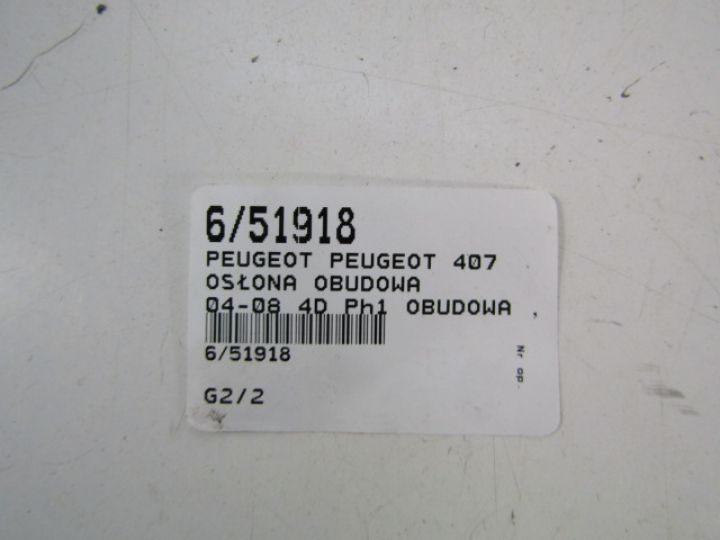 6/51918
PEUGEOT PEUGEOT 407
OSŁONA OBUDOWA
04-08 4D Ph1 OBUDOWA ,
6/51918
Nr op.
G2/2